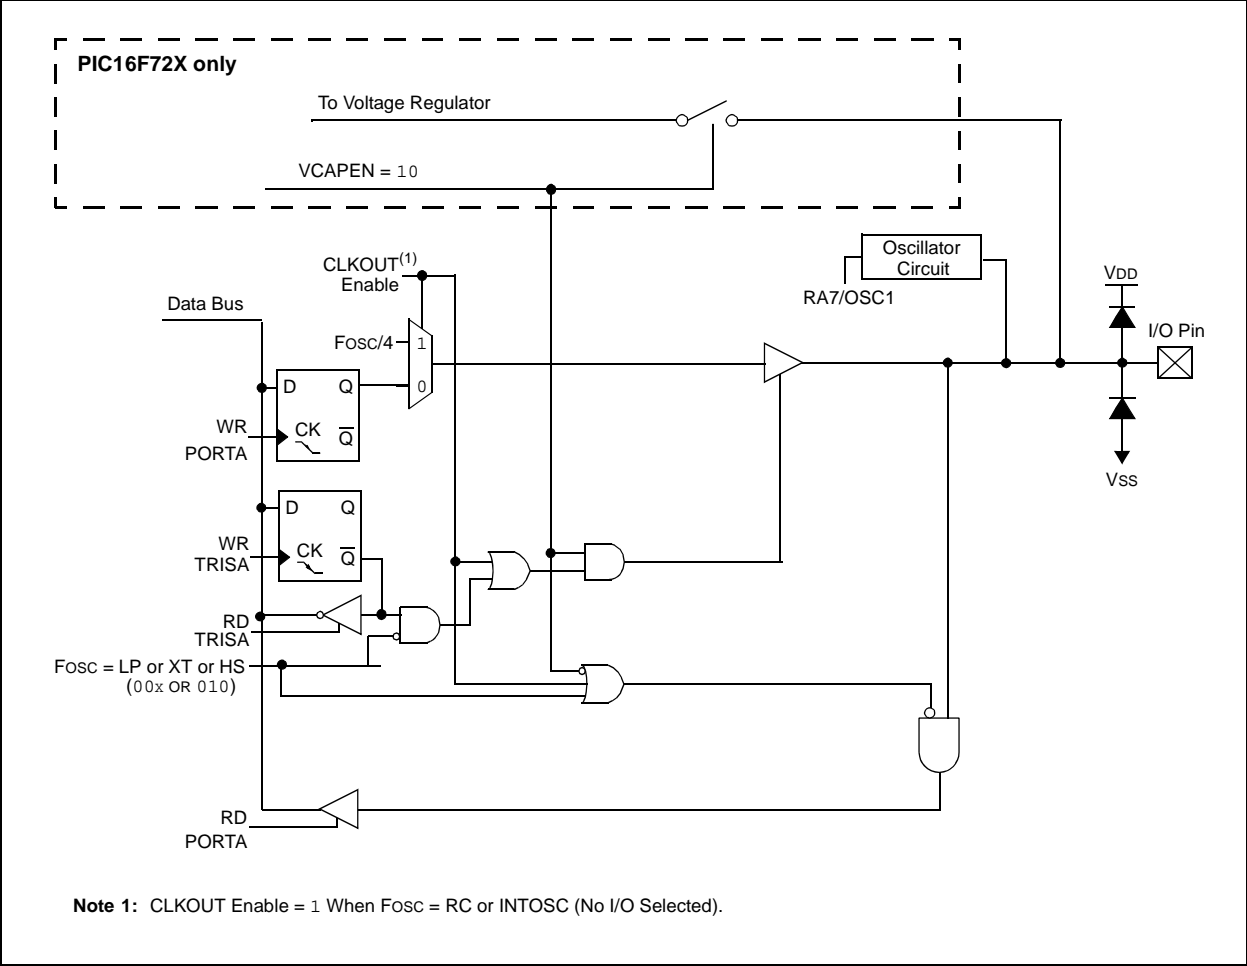 PIC16F72X only
To Voltage Regulator
VCAPEN = 10
CLKOUT(1)
Enable
Oscillator
Circuit
RA7/OSC1
VDD
I/O Pin
VSS
Data Bus
FOSC/4
1
0
D Q
CK
Q
WR
PORTA
D Q
CK
Q
WR
TRISA
RD
TRISA
FOSC = LP or XT or HS
(00x OR 010)
RD
PORTA
Note 1: CLKOUT Enable = 1 When FOSC = RC or INTOSC (No I/O Selected).